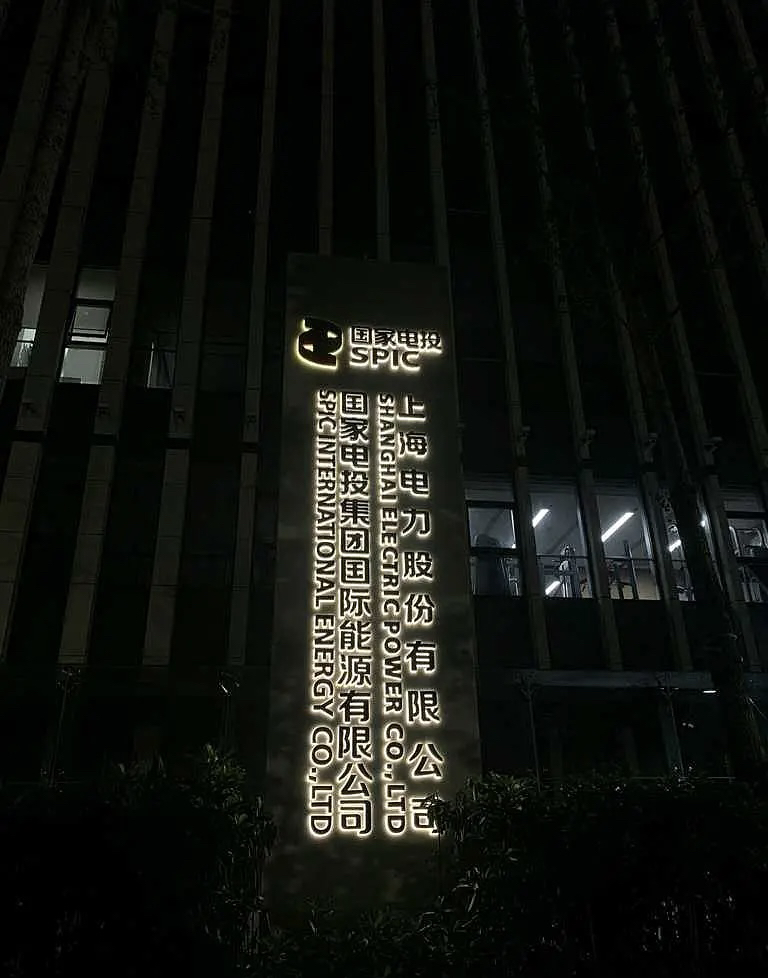 国家电投
SPIC
上海电力股份有限公司
SHANGHAI ELECTRIC POWER CO., LTD
国家电投集团国际能源有限公司
SPIC INTERNATIONAL ENERGY CO., LTD